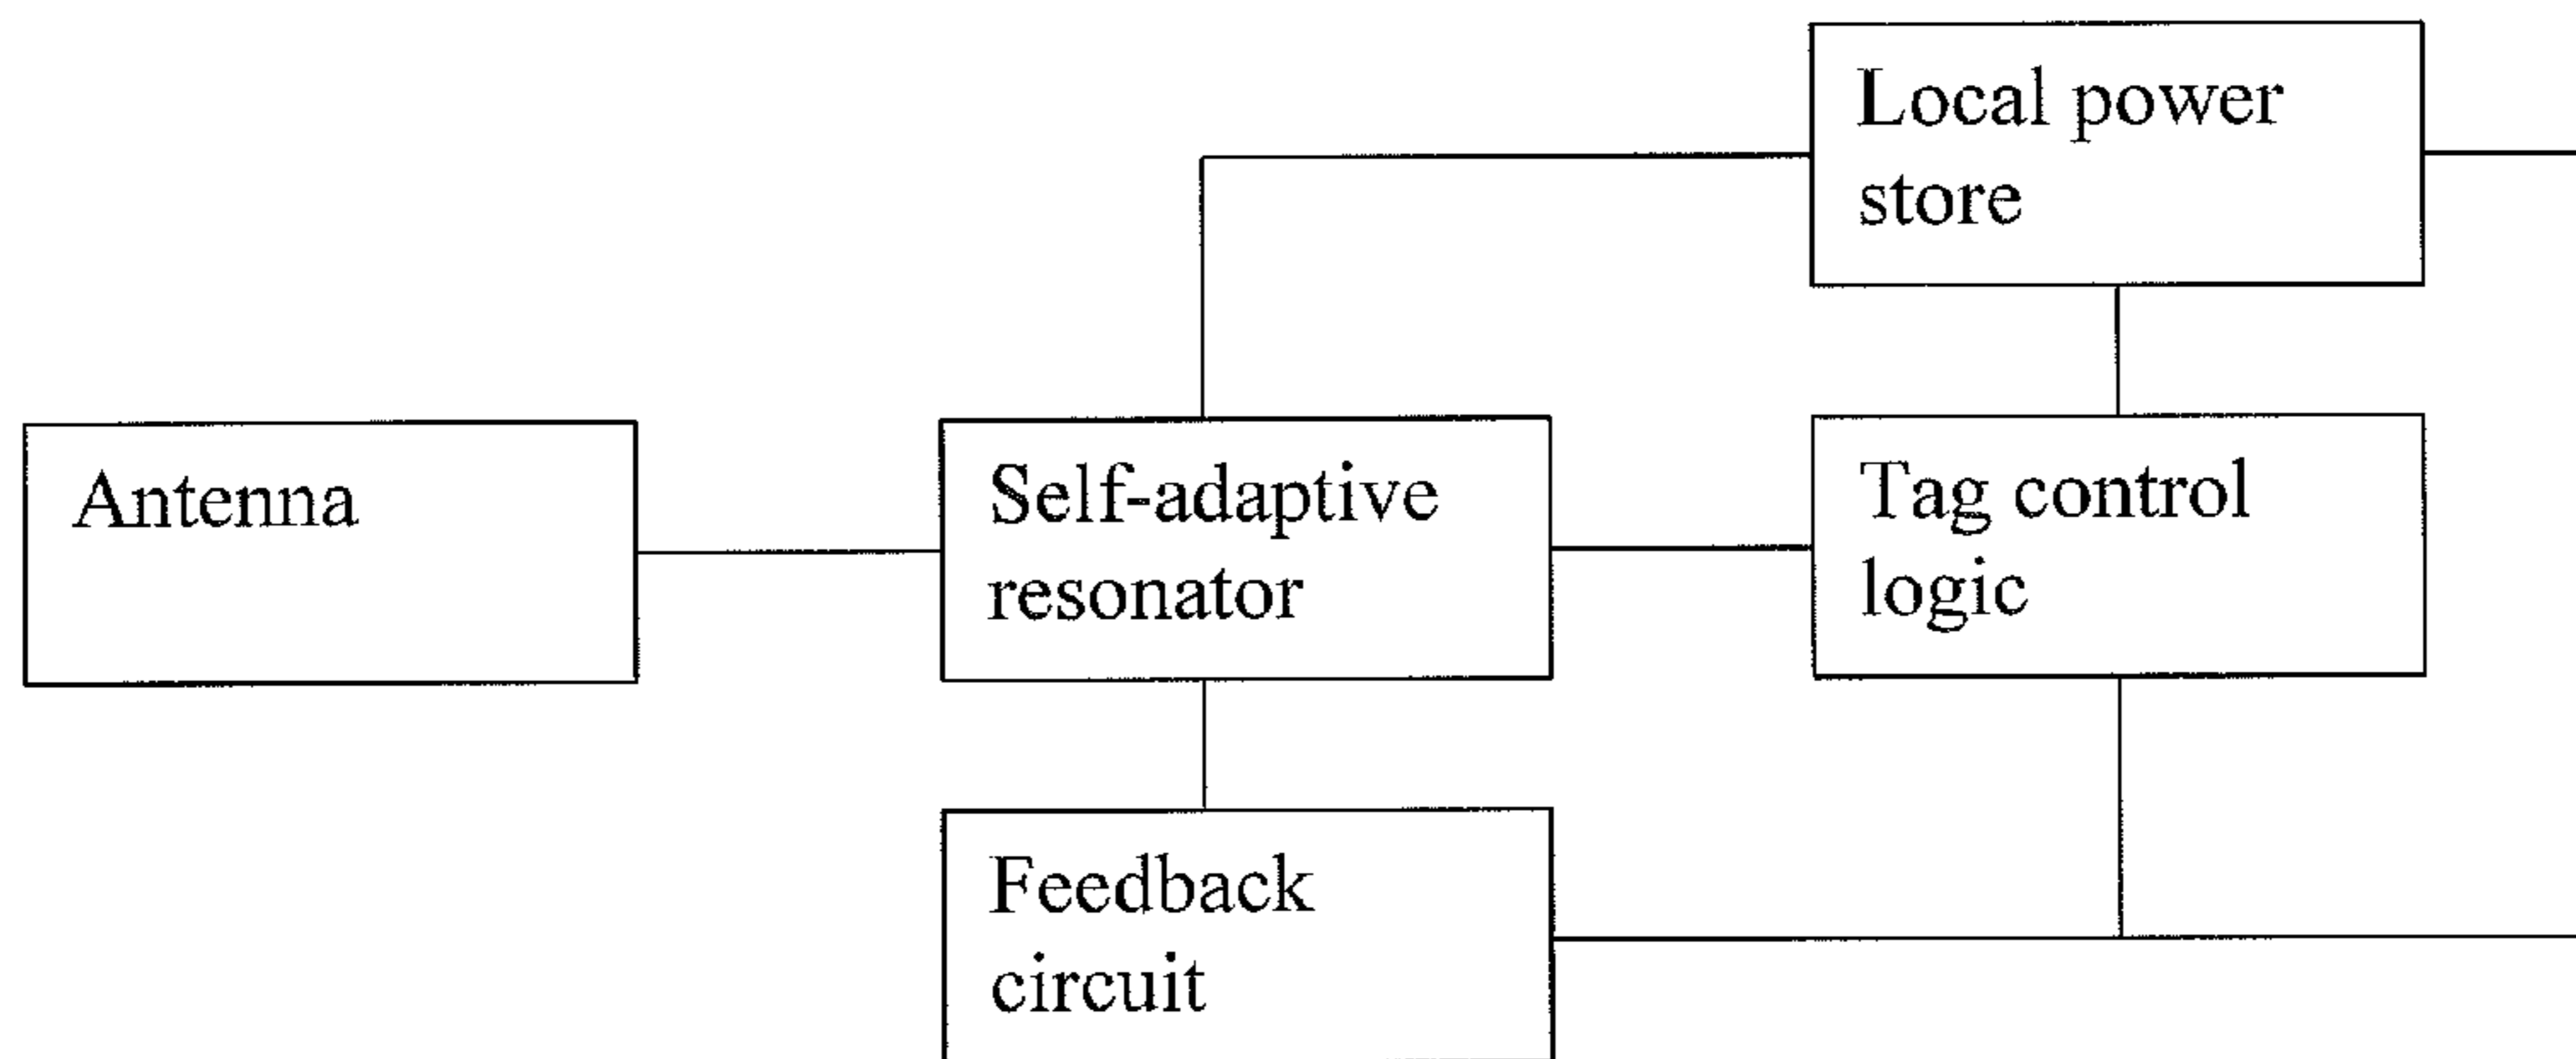 Local power
store
Antenna
Self-adaptive
resonator
Tag control
logic
Feedback
circuit